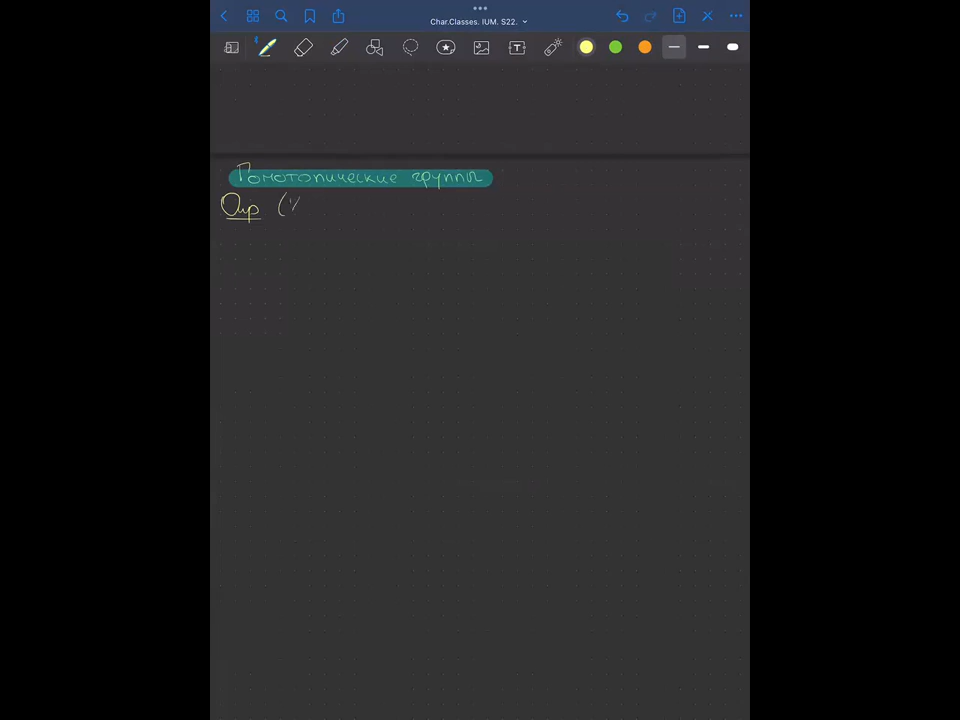 Char.Classes. IUM. S22.
Гомотопические группы
Опр (